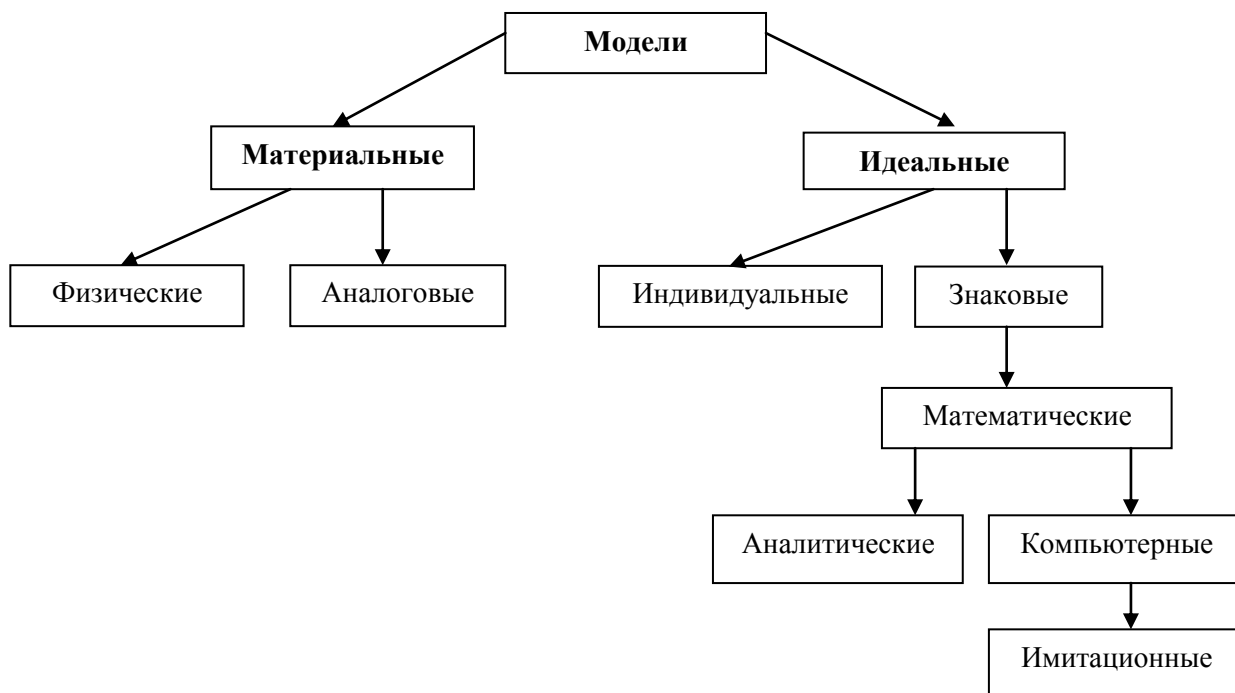 Модели
Материальные
Идеальные
Физические
Аналоговые
Индивидуальные
Знаковые
Математические
Аналитические
Компьютерные
Имитационные